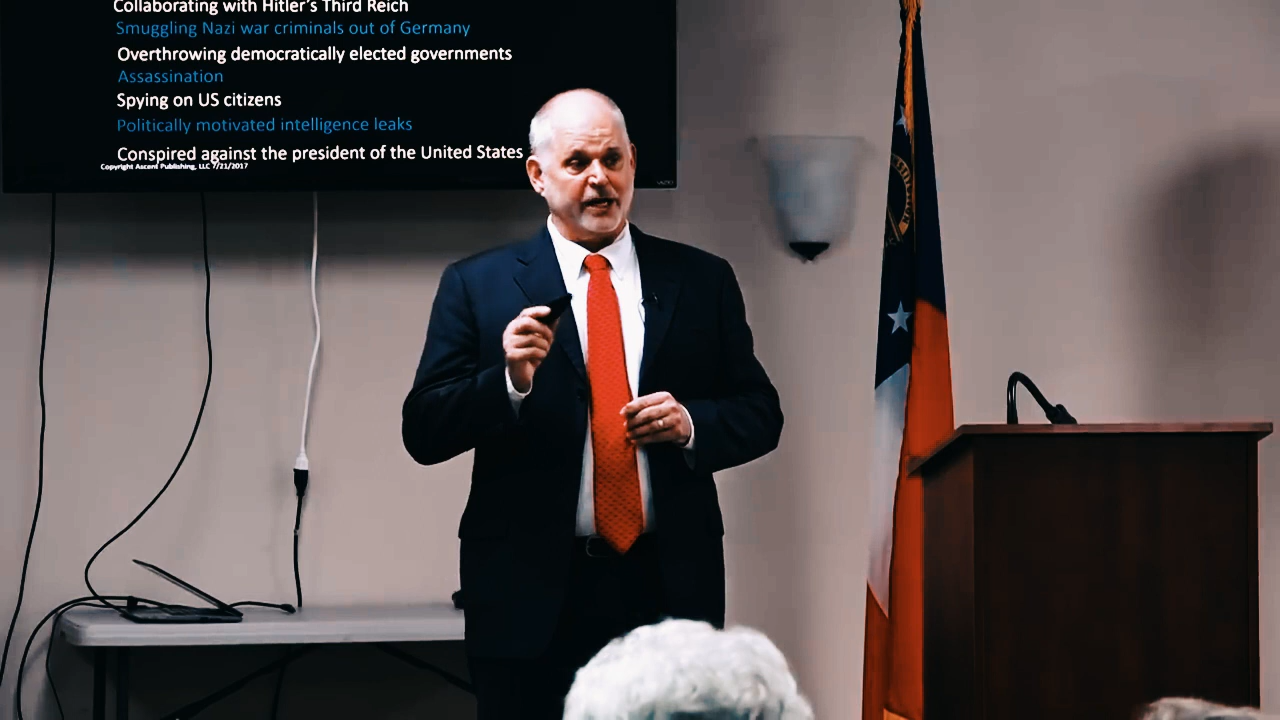 Collaborating with Hitler's Third Reich
Smuggling Nazi war criminals out of Germany
Overthrowing democratically elected governments
Assassination
Spying on US citizens
Politically motivated intelligence leaks
Conspired against the president of the United States
Copyright Ascent Publishing, LLC 7/21/2017
VIZIO